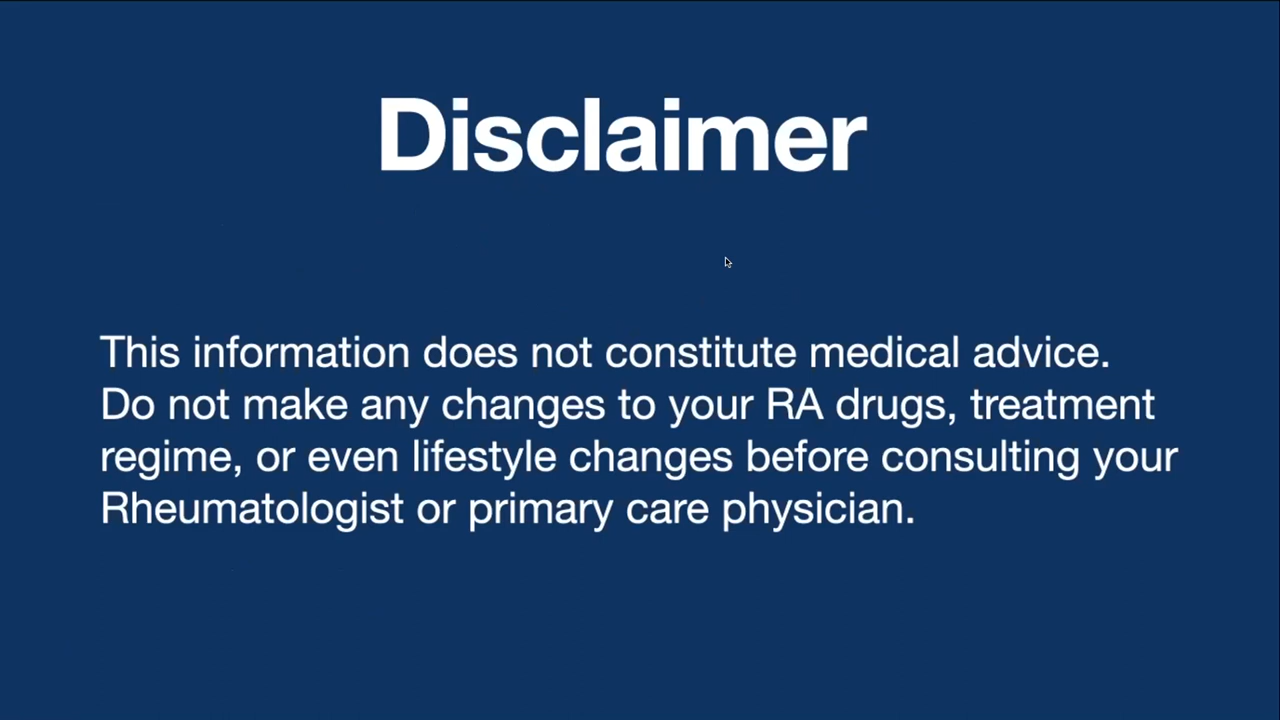 Disclaimer
This information does not constitute medical advice.
Do not make any changes to your RA drugs, treatment
regime, or even lifestyle changes before consulting your
Rheumatologist or primary care physician.